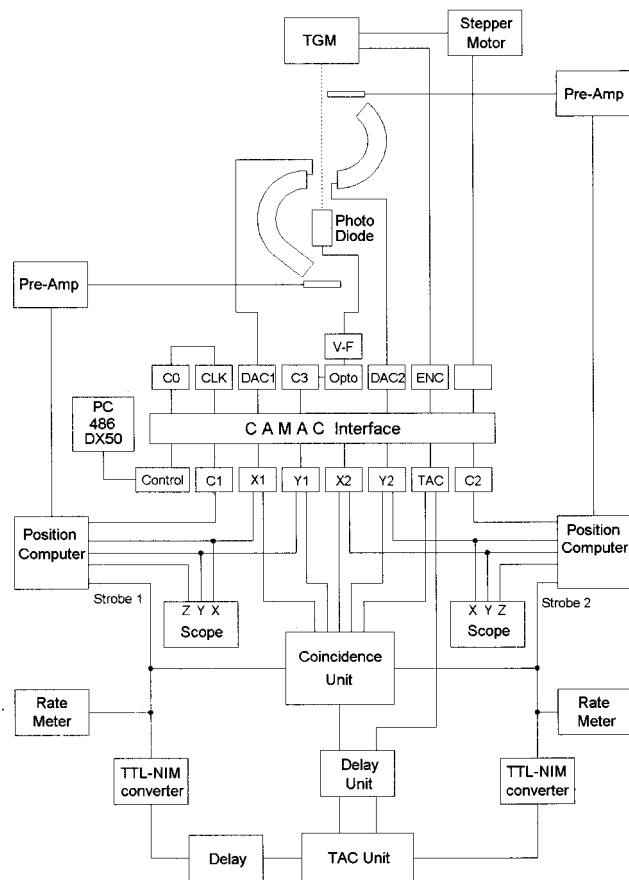 TGM
Stepper
Motor
Pre-Amp
Photo
Diode
Pre-Amp
V-F
C0
CLK
DAC1
C3
Opto
DAC2
ENC
PC
486
DX50
CAMAC Interface
Control
C1
X1
Y1
X2
Y2
TAC
C2
Position
Computer
Position
Computer
Strobe 1
Z Y X
Scope
X Y Z
Scope
Strobe 2
Coincidence
Unit
Rate
Meter
Rate
Meter
TTL-NIM
converter
Delay
Unit
TTL-NIM
converter
Delay
TAC Unit